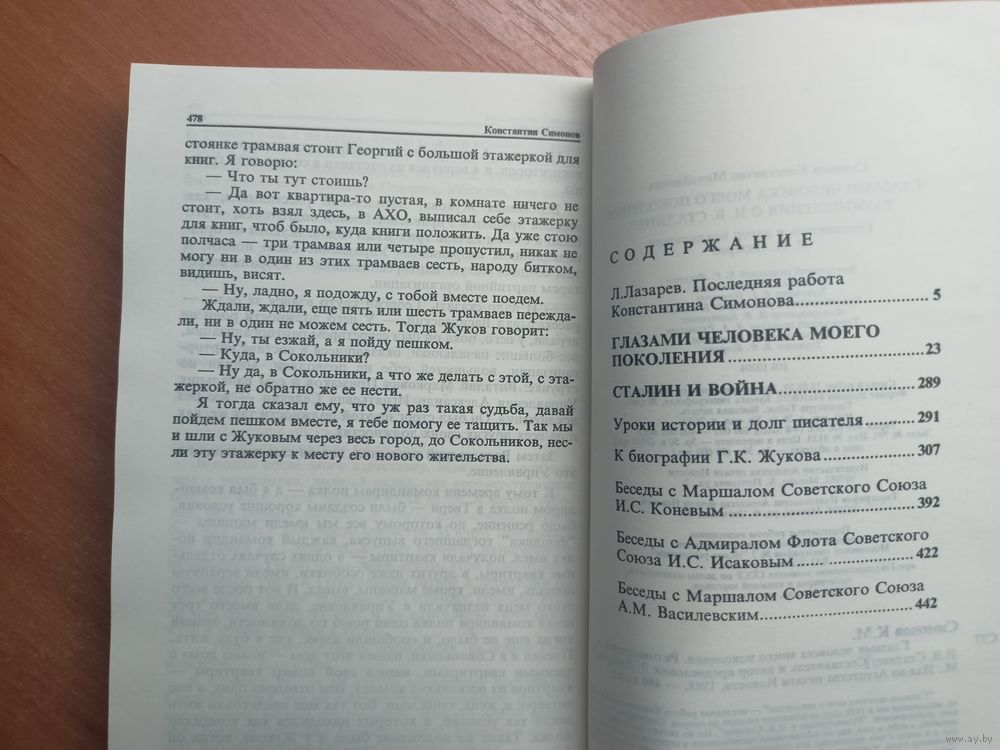 478
Константин Симонов
стоянке трамвая стоит Георгий с большой этажеркой для
книг. Я говорю:
— Что ты тут стоишь?
— Да вот квартира-то пустая, в комнате ничего не
стоит, хоть взял здесь, в АХО, выписал себе этажерку
для книг, чтоб было, куда книги положить. Да уже стою
полчаса — три трамвая или четыре пропустил, никак не
могу ни в один из этих трамваев сесть, народу битком,
видишь, висят.
— Ну, ладно, я подожду, с тобой вместе поедем.
Ждали, ждали, еще пять или шесть трамваев пережда-
ли, ни в один не можем сесть. Тогда Жуков говорит:
— Ну, ты езжай, а я пойду пешком.
— Куда, в Сокольники?
— Ну да, в Сокольники, а что же делать с этой, с эта-
жеркой, не обратно же ее нести.
Я тогда сказал ему, что уж раз такая судьба, давай
пойдем пешком вместе, я тебе помогу ее тащить. Так мы
и шли с Жуковым через весь город, до Сокольников, нес-
ли эту этажерку к месту его нового жительства.
СОДЕРЖАНИЕ
Л.Лазарев. Последняя работа
Константина Симонова............................5
ГЛАЗАМИ ЧЕЛОВЕКА МОЕГО
ПОКОЛЕНИЯ.........................................23
СТАЛИН И ВОЙНА............................289
Уроки истории и долг писателя................291
К биографии Г.К. Жукова...................307
Беседы с Маршалом Советского Союза
И.С. Коневым ................................392
Беседы с Адмиралом Флота Советского
Союза И.С. Исаковым......................422
Беседы с Маршалом Советского Союза
А.М. Василевским............................442
www.ay.by